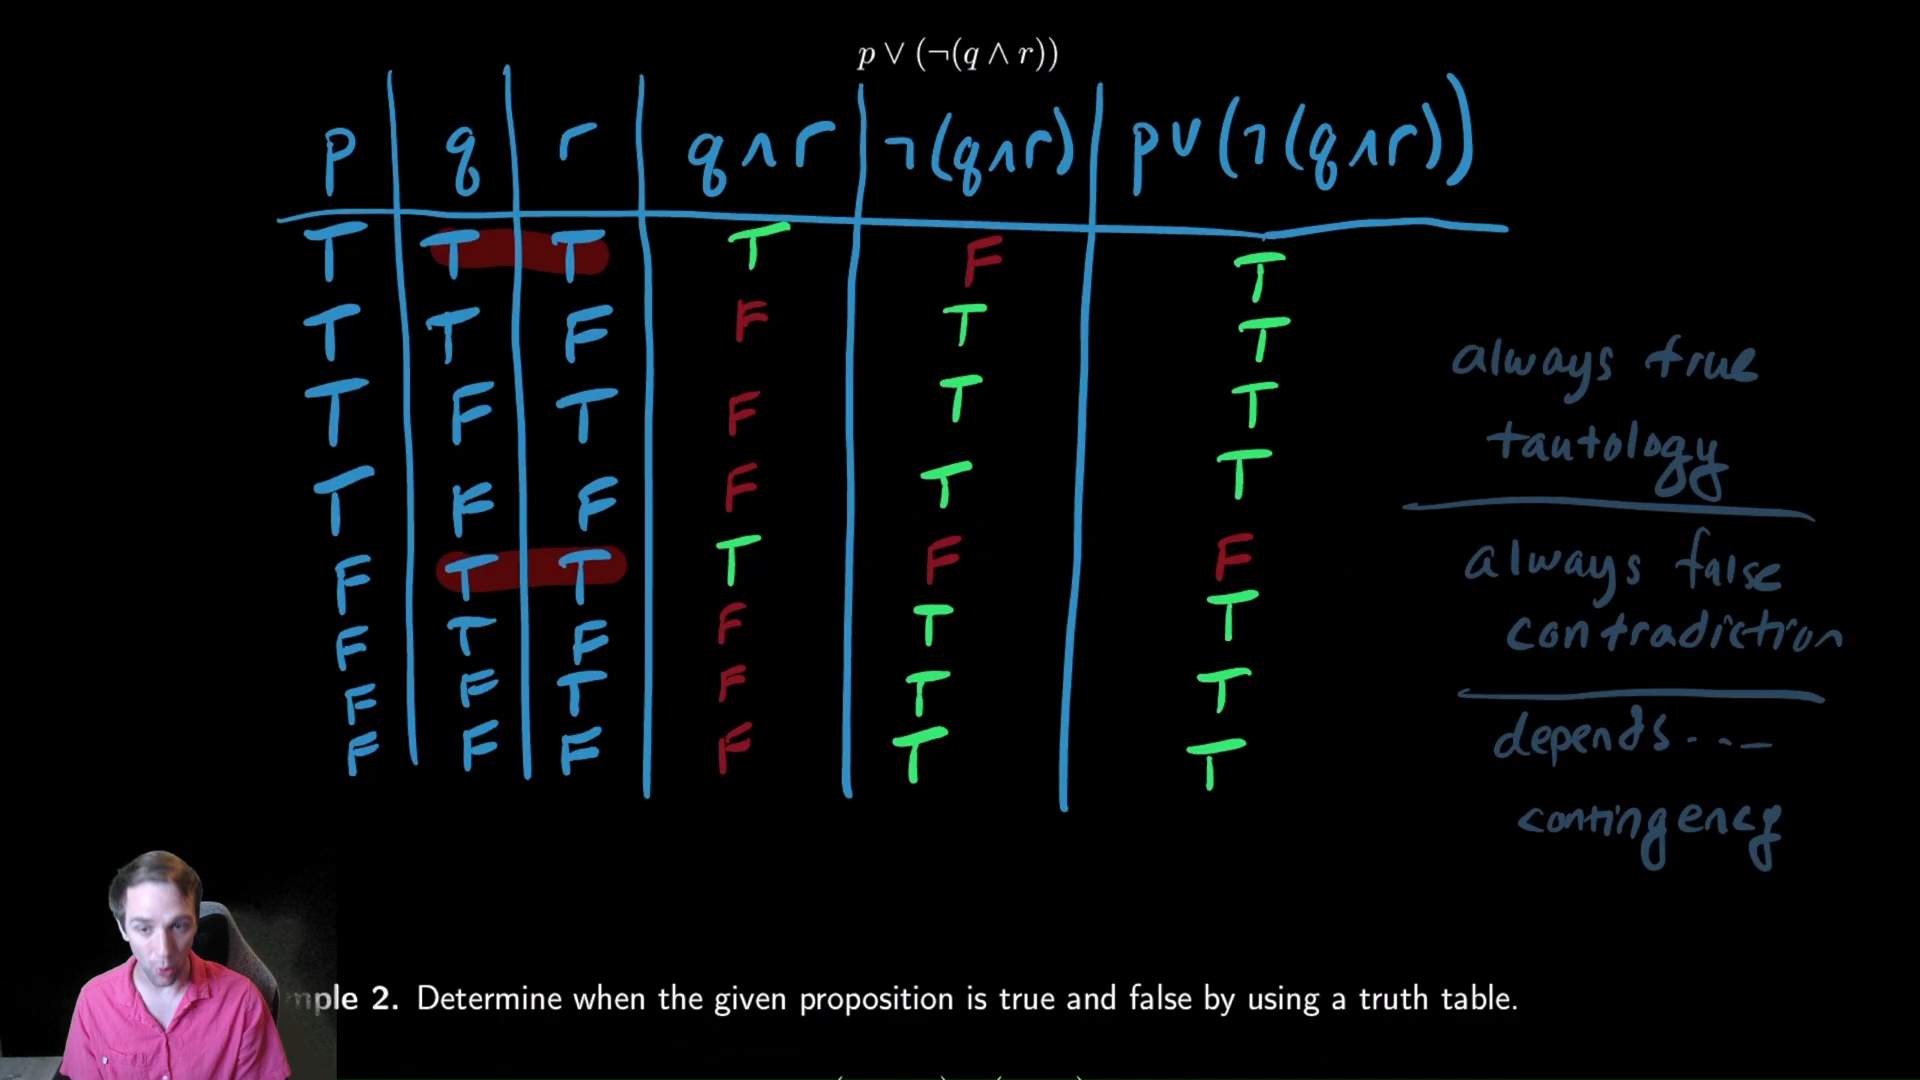 p ∨ (¬(q ∧ r))
p q r q∧r ¬(q∧r) p∨(¬(q∧r))
T T T T F T
T T F F T T
T F T F T T
T F F F T T
F T T T F F
F T F F T T
F F T F T T
F F F F T T
always true
tautology
always false
contradiction
depends...
contingency
mple 2. Determine when the given proposition is true and false by using a truth table.